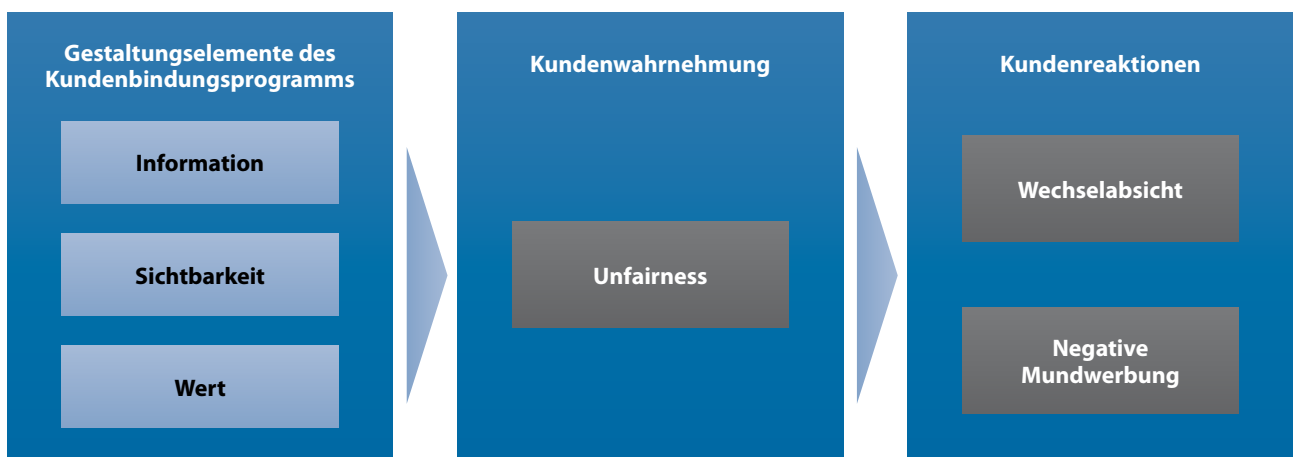 Gestaltungselemente des
Kundenbindungsprogramms
Information
Sichtbarkeit
Wert
Kundenwahrnehmung
Unfairness
Kundenreaktionen
Wechselabsicht
Negative
Mundwerbung